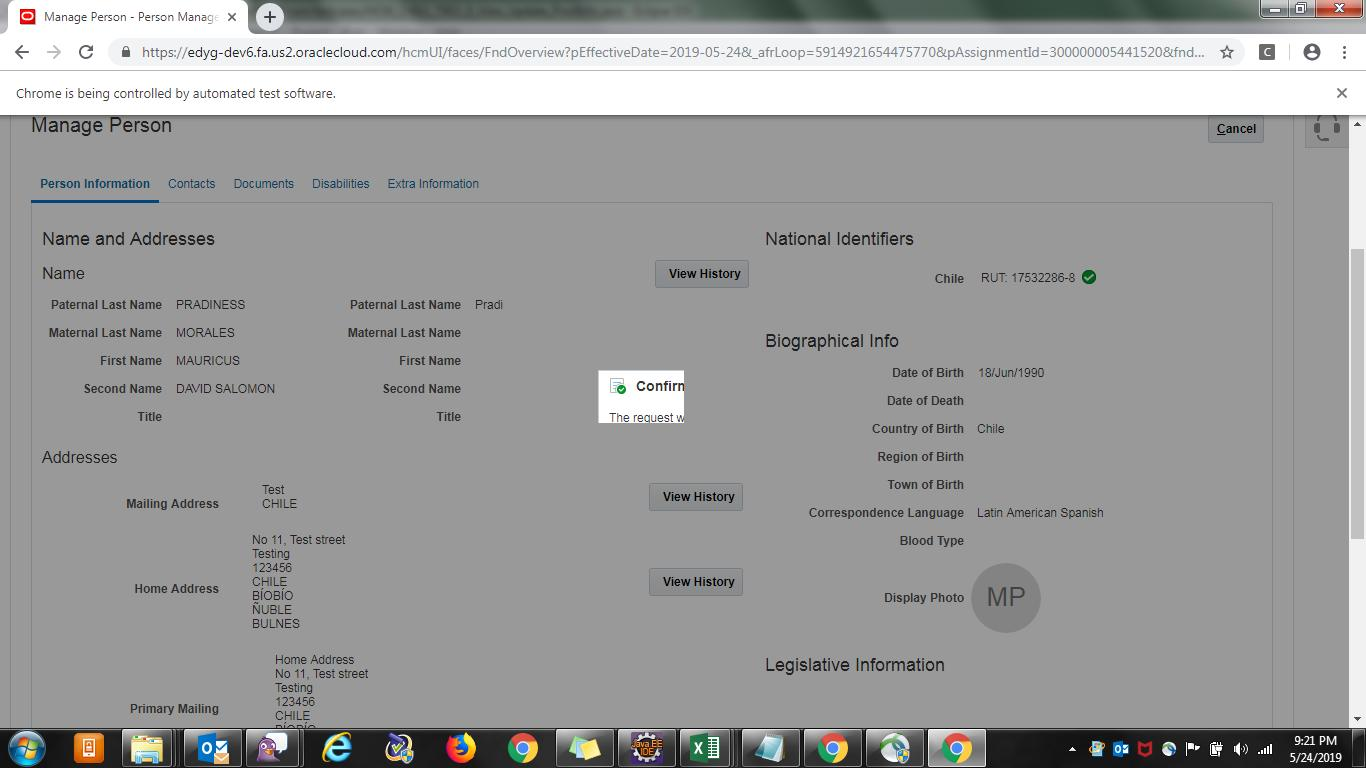 Manage Person - Person Manage
https://edyg-dev6.fa.us2.oraclecloud.com/hcmUI/faces/FndOverview?pEffectiveDate=2019-05-24&_afrLoop=5914921654475770&pAssignmentId=300000005441520&fnd...
C
Chrome is being controlled by automated test software.
Manage Person
Cancel
Person Information Contacts Documents Disabilities Extra Information
Name and Addresses
Name
View History
Paternal Last Name PRADINESS Paternal Last Name Pradi
Maternal Last Name MORALES Maternal Last Name
First Name MAURICUS First Name
Second Name DAVID SALOMON Second Name
Title Title
Addresses
Mailing Address
Test
CHILE
View History
Home Address
No 11, Test street
Testing
123456
CHILE
BÍOBÍO
ÑUBLE
BULNES
View History
Primary Mailing
Home Address
No 11, Test street
Testing
123456
CHILE
BÍOBÍO
Confirm
The request w
National Identifiers
Chile RUT: 17532286-8
Biographical Info
Date of Birth 18/Jun/1990
Date of Death
Country of Birth Chile
Region of Birth
Town of Birth
Correspondence Language Latin American Spanish
Blood Type
Display Photo MP
Legislative Information
Java EE
IDE
9:21 PM
5/24/2019